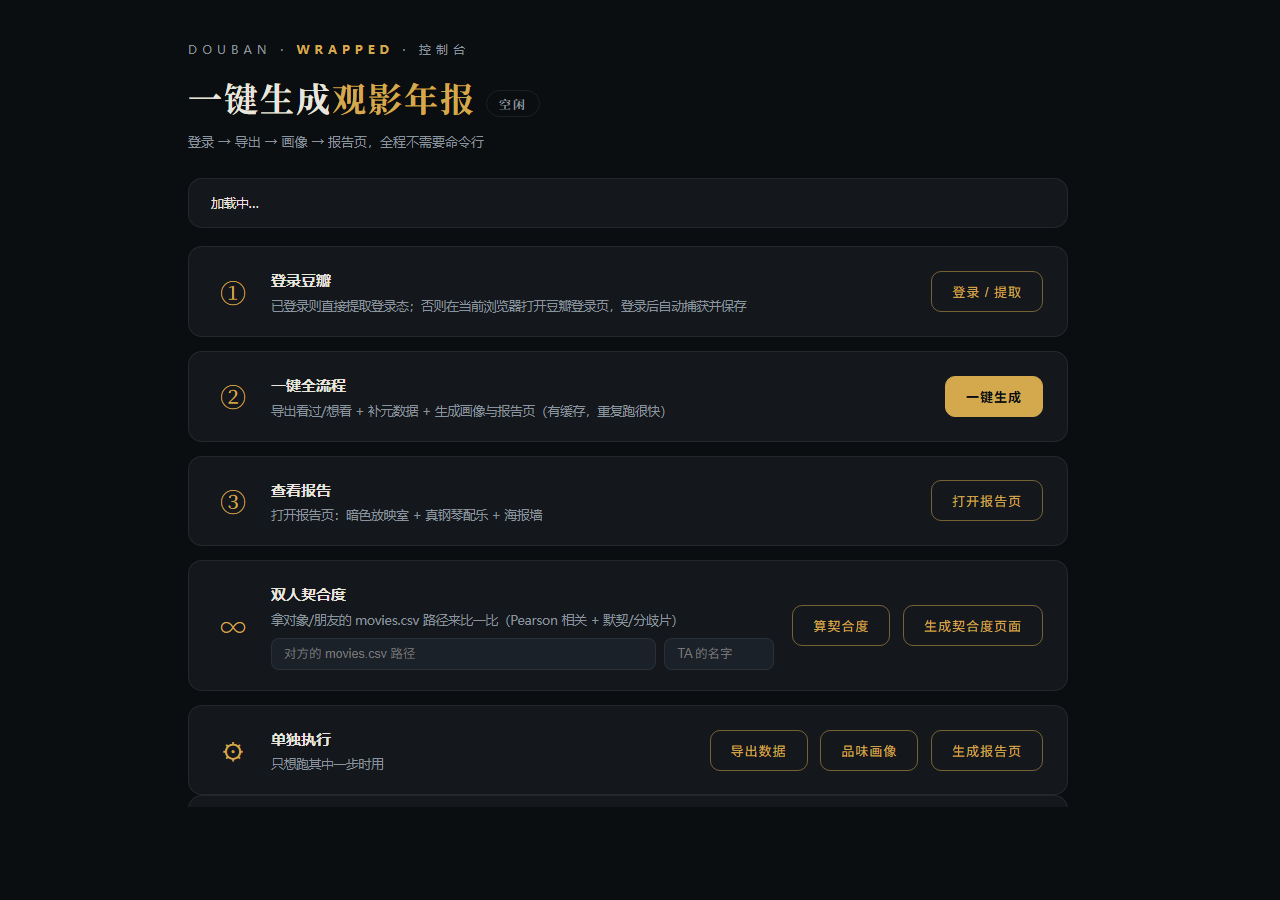 DOUBAN · WRAPPED · 控制台
一键生成观影年报 空闲
登录 → 导出 → 画像 → 报告页，全程不需要命令行
加载中...
① 登录豆瓣
已登录则直接提取登录态；否则在当前浏览器打开豆瓣登录页，登录后自动捕获并保存
登录 / 提取
② 一键全流程
导出看过/想看 + 补元数据 + 生成画像与报告页（有缓存，重复跑很快）
一键生成
③ 查看报告
打开报告页：暗色放映室 + 真钢琴配乐 + 海报墙
打开报告页
双人契合度
拿对象/朋友的 movies.csv 路径来比一比（Pearson 相关 + 默契/分歧片）
对方的 movies.csv 路径
TA 的名字
算契合度
生成契合度页面
单独执行
只想跑其中一步时用
导出数据
品味画像
生成报告页